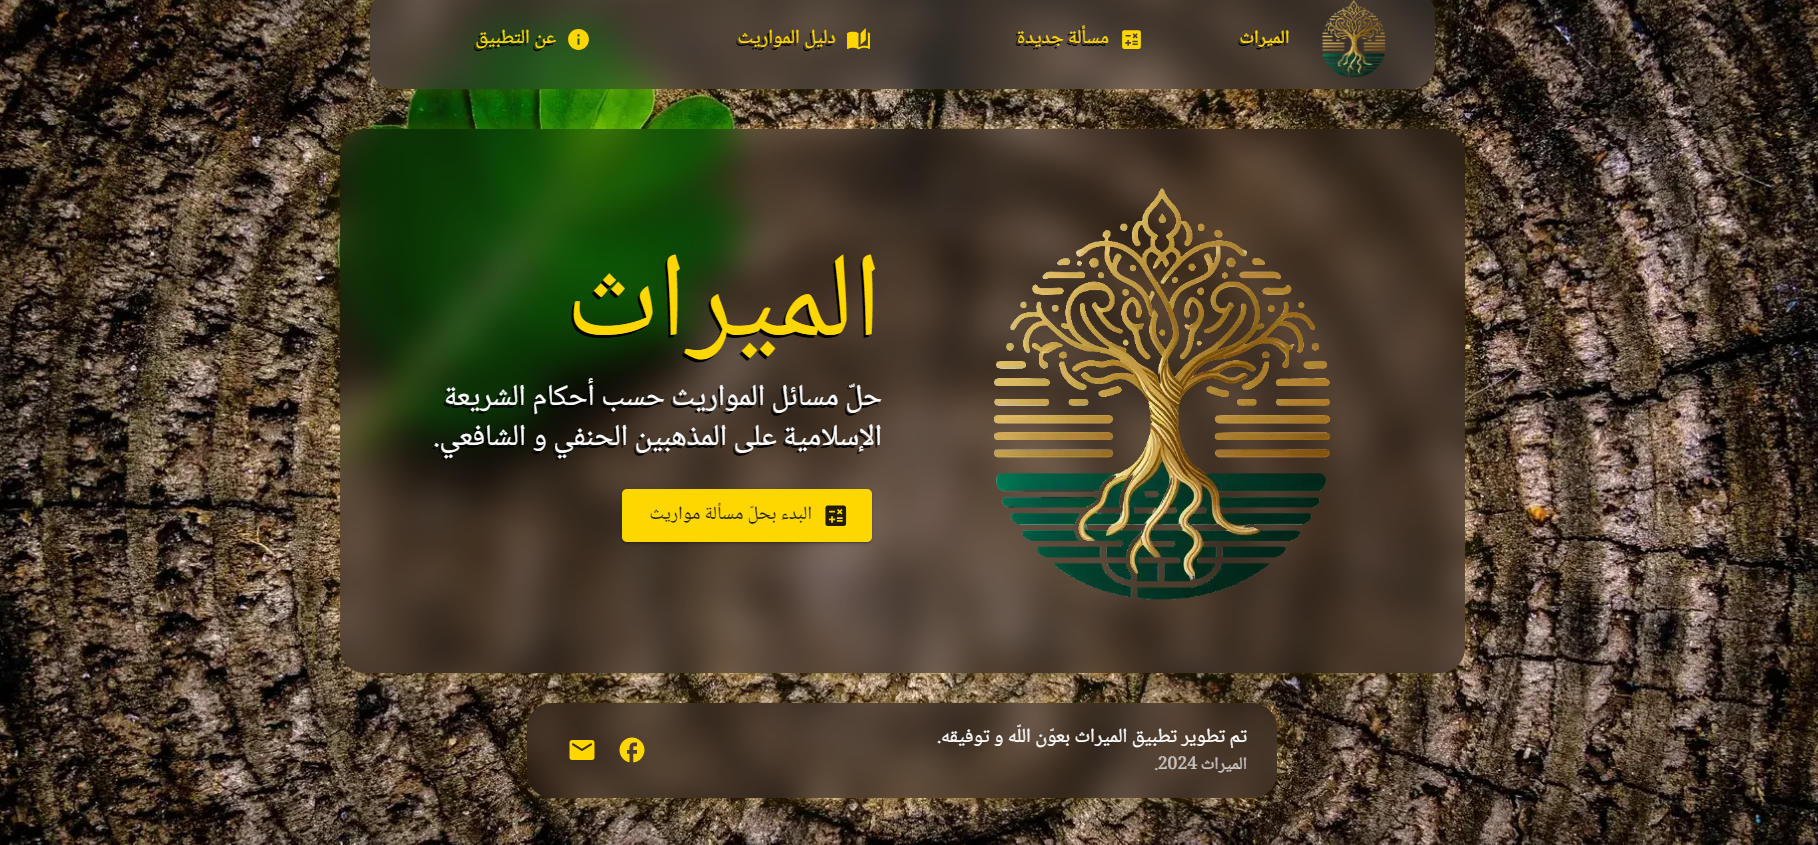 الميراث
مسألة جديدة
دليل المواريث
عن التطبيق
الميراث
حلّ مسائل المواريث حسب أحكام الشريعة
الإسلامية على المذهبين الحنفي و الشافعي.
البدء بحلّ مسألة مواريث
تم تطوير تطبيق الميراث بعوّن اللّه و توفيقه.
الميراث 2024.